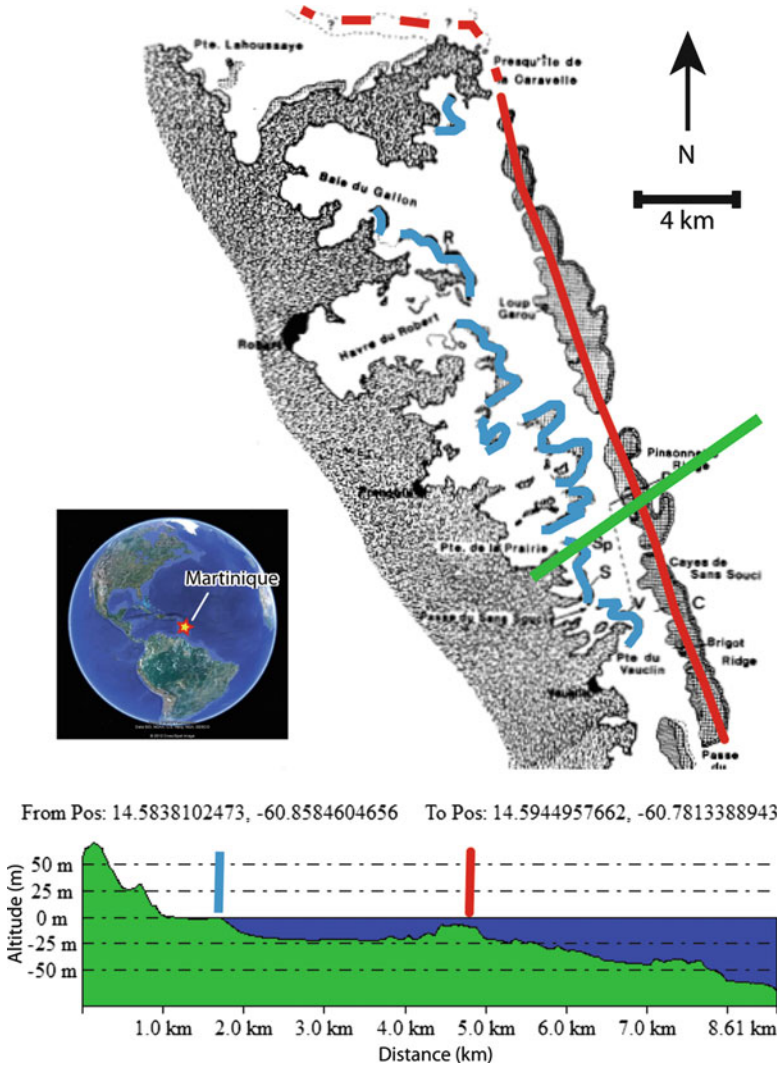 ?
?
Pte. Lahoussaye
Presqu'île de
la Caravelle
N
4 km
Baie du Galion
R
Loup
Garou
Havre du Robert
Robert
Pinsonnelle
Ridge
François
Pte. de la Prairie
Sp
Cayes de
Sans Souci
S
V
C
Passe du Sans Souci
Brigot
Ridge
Pte du
Vauclin
Vauclin
Passe
du
Martinique
From Pos: 14.5838102473, -60.8584604656 To Pos: 14.5944957662, -60.7813388943
Altitude (m)
50 m
25 m
0 m
-25 m
-50 m
1.0 km 2.0 km 3.0 km 4.0 km 5.0 km 6.0 km 7.0 km 8.61 km
Distance (km)